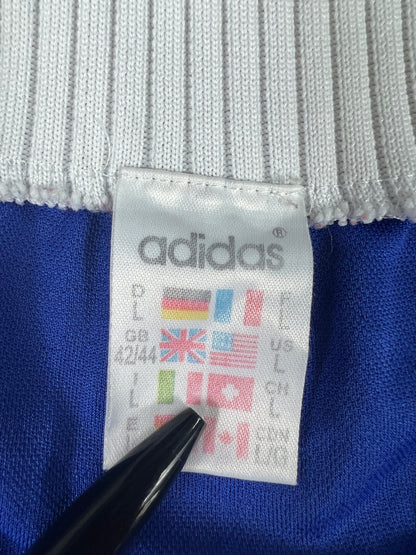 adidas®
D F
L L
GB US
42/44 L
I CH
L L
E CDN
L/G